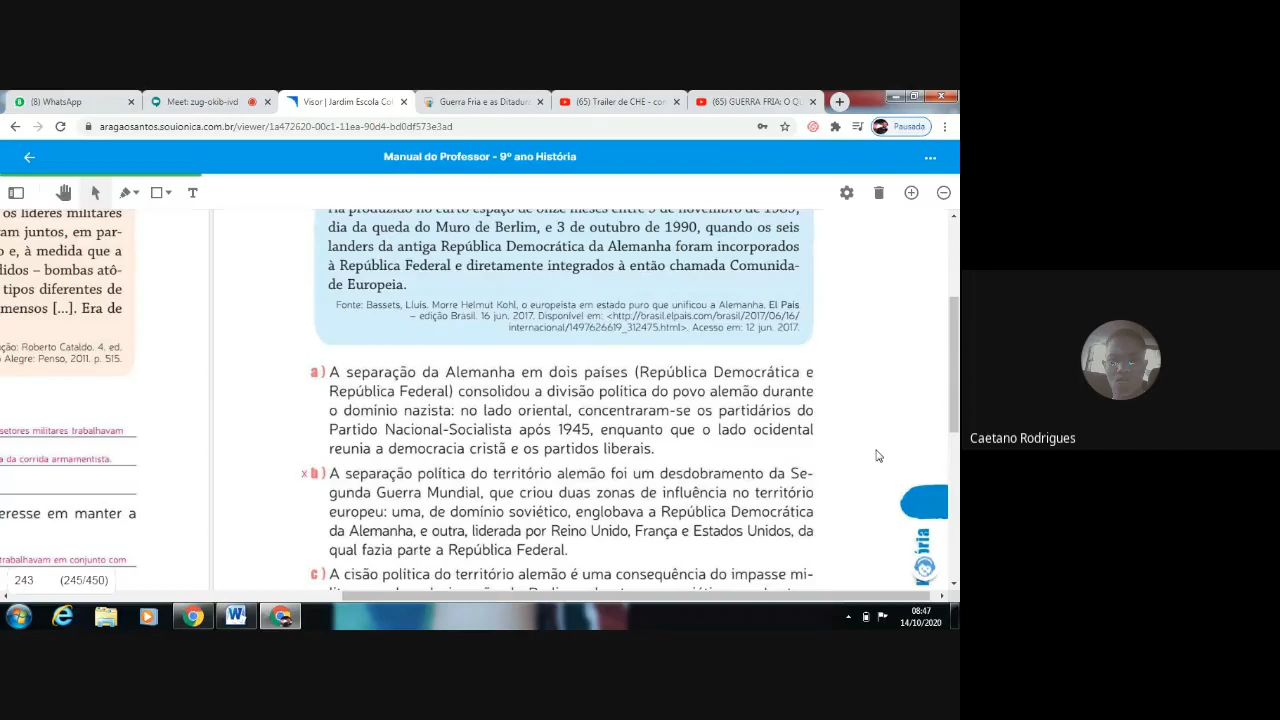 (8) WhatsApp
Meet: zug-okib-ivd
Visor | Jardim Escola Col
Guerra Fria e as Ditadur
(65) Trailer de CHE - con
(65) GUERRA FRIA: O QU
aragaosantos.souionica.com.br/viewer/1a472620-00c1-11ea-90d4-bd0df573e3ad
Pausada
Manual do Professor - 9º ano História
T
os líderes militares
am juntos, em par-
o e, à medida que a
didos – bombas atô-
tipos diferentes de
mensos [...]. Era de
ução: Roberto Cataldo. 4. ed.
Alegre: Penso, 2011. p. 515.
setores militares trabalhavam
a da corrida armamentista.
eresse em manter a
trabalhavam em conjunto com
243 (245/450)
dia da queda do Muro de Berlim, e 3 de outubro de 1990, quando os seis
landers da antiga República Democrática da Alemanha foram incorporados
à República Federal e diretamente integrados à então chamada Comunida-
de Europeia.
Fonte: Bassets, Lluis. Morre Helmut Kohl, o europeista em estado puro que unificou a Alemanha. El País
– edição Brasil. 16 jun. 2017. Disponível em: <http://brasil.elpais.com/brasil/2017/06/16/
internacional/1497626619_312475.html>. Acesso em: 12 jun. 2017.
a) A separação da Alemanha em dois países (República Democrática e
República Federal) consolidou a divisão política do povo alemão durante
o domínio nazista: no lado oriental, concentraram-se os partidários do
Partido Nacional-Socialista após 1945, enquanto que o lado ocidental
reunia a democracia cristã e os partidos liberais.
x b) A separação política do território alemão foi um desdobramento da Se-
gunda Guerra Mundial, que criou duas zonas de influência no território
europeu: uma, de domínio soviético, englobava a República Democrática
da Alemanha, e outra, liderada por Reino Unido, França e Estados Unidos, da
qual fazia parte a República Federal.
c) A cisão política do território alemão é uma consequência do impasse mi-
ria
08:47
14/10/2020
Caetano Rodrigues